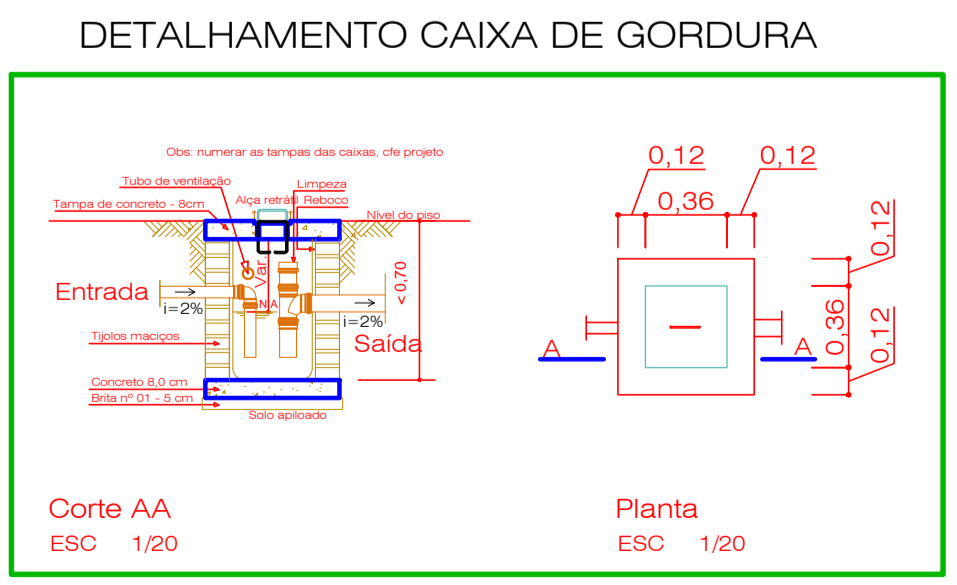 DETALHAMENTO CAIXA DE GORDURA
Obs: numerar as tampas das caixas, cfe projeto
Tubo de ventilação
Limpeza
Tampa de concreto - 8cm
Alça retrátil
Reboco
Nível do piso
Var.
< 0,70
Entrada
N A
i=2%
i=2%
Saída
Tijolos maciços
Concreto 8,0 cm
Brita nº 01 - 5 cm
Solo apiloado
Corte AA
ESC 1/20
0,12
0,12
0,36
0,12
0,36
0,12
A
A
Planta
ESC 1/20